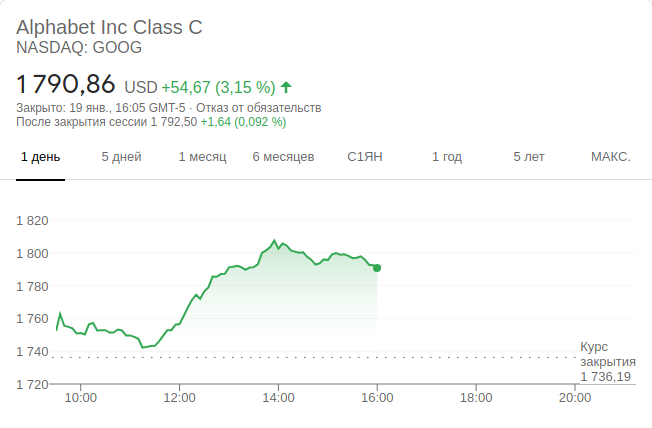 Alphabet Inc Class C
NASDAQ: GOOG
1 790,86 USD +54,67 (3,15 %)
Закрыто: 19 янв., 16:05 GMT-5 · Отказ от обязательств
После закрытия сессии 1 792,50 +1,64 (0,092 %)
1 день 5 дней 1 месяц 6 месяцев С1ЯН 1 год 5 лет МАКС.
1 820
1 800
1 780
1 760
1 740
1 720
Курс
закрытия
1 736,19
10:00 12:00 14:00 16:00 18:00 20:00